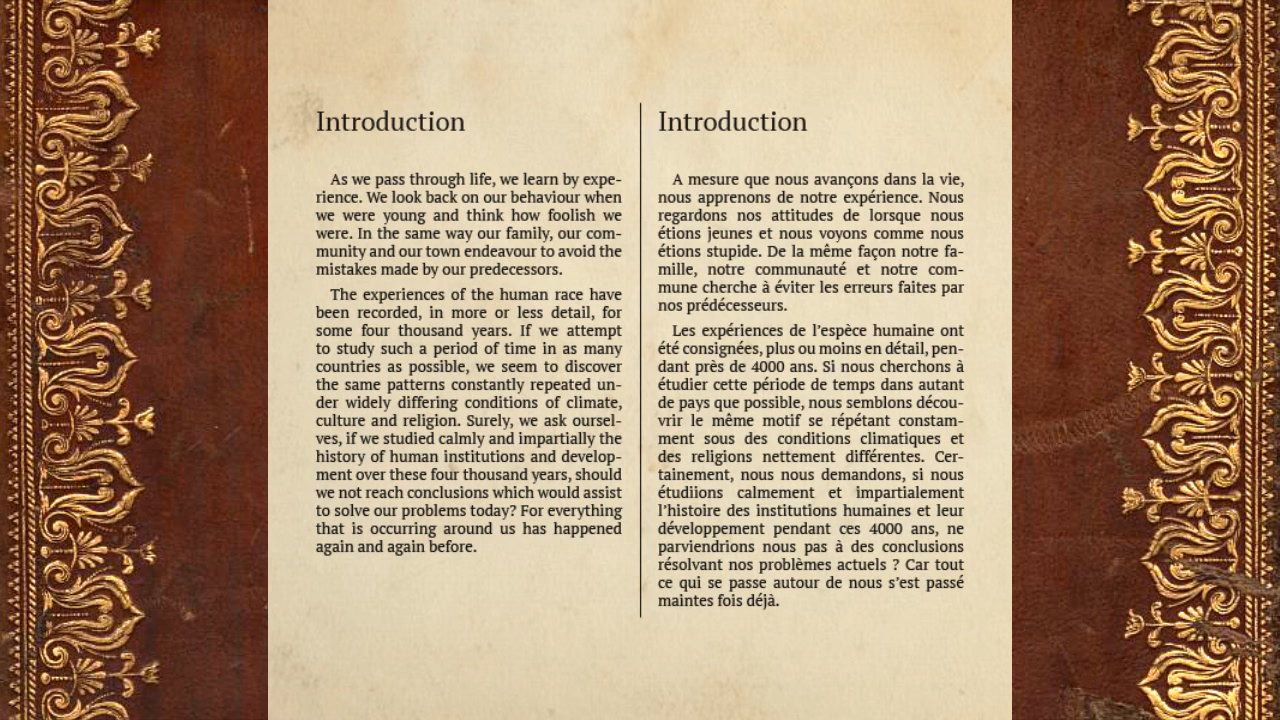 Introduction
As we pass through life, we learn by expe-
rience. We look back on our behaviour when
we were young and think how foolish we
were. In the same way our family, our com-
munity and our town endeavour to avoid the
mistakes made by our predecessors.
The experiences of the human race have
been recorded, in more or less detail, for
some four thousand years. If we attempt
to study such a period of time in as many
countries as possible, we seem to discover
the same patterns constantly repeated un-
der widely differing conditions of climate,
culture and religion. Surely, we ask oursel-
ves, if we studied calmly and impartially the
history of human institutions and develop-
ment over these four thousand years, should
we not reach conclusions which would assist
to solve our problems today? For everything
that is occurring around us has happened
again and again before.
Introduction
A mesure que nous avançons dans la vie,
nous apprenons de notre expérience. Nous
regardons nos attitudes de lorsque nous
étions jeunes et nous voyons comme nous
étions stupide. De la même façon notre fa-
mille, notre communauté et notre com-
mune cherche à éviter les erreurs faites par
nos prédécesseurs.
Les expériences de l'espèce humaine ont
été consignées, plus ou moins en détail, pen-
dant près de 4000 ans. Si nous cherchons à
étudier cette période de temps dans autant
de pays que possible, nous semblons décou-
vrir le même motif se répétant constam-
ment sous des conditions climatiques et
des religions nettement différentes. Cer-
tainement, nous nous demandons, si nous
étudiions calmement et impartialement
l'histoire des institutions humaines et leur
développement pendant ces 4000 ans, ne
parviendrions nous pas à des conclusions
résolvant nos problèmes actuels ? Car tout
ce qui se passe autour de nous s'est passé
maintes fois déjà.